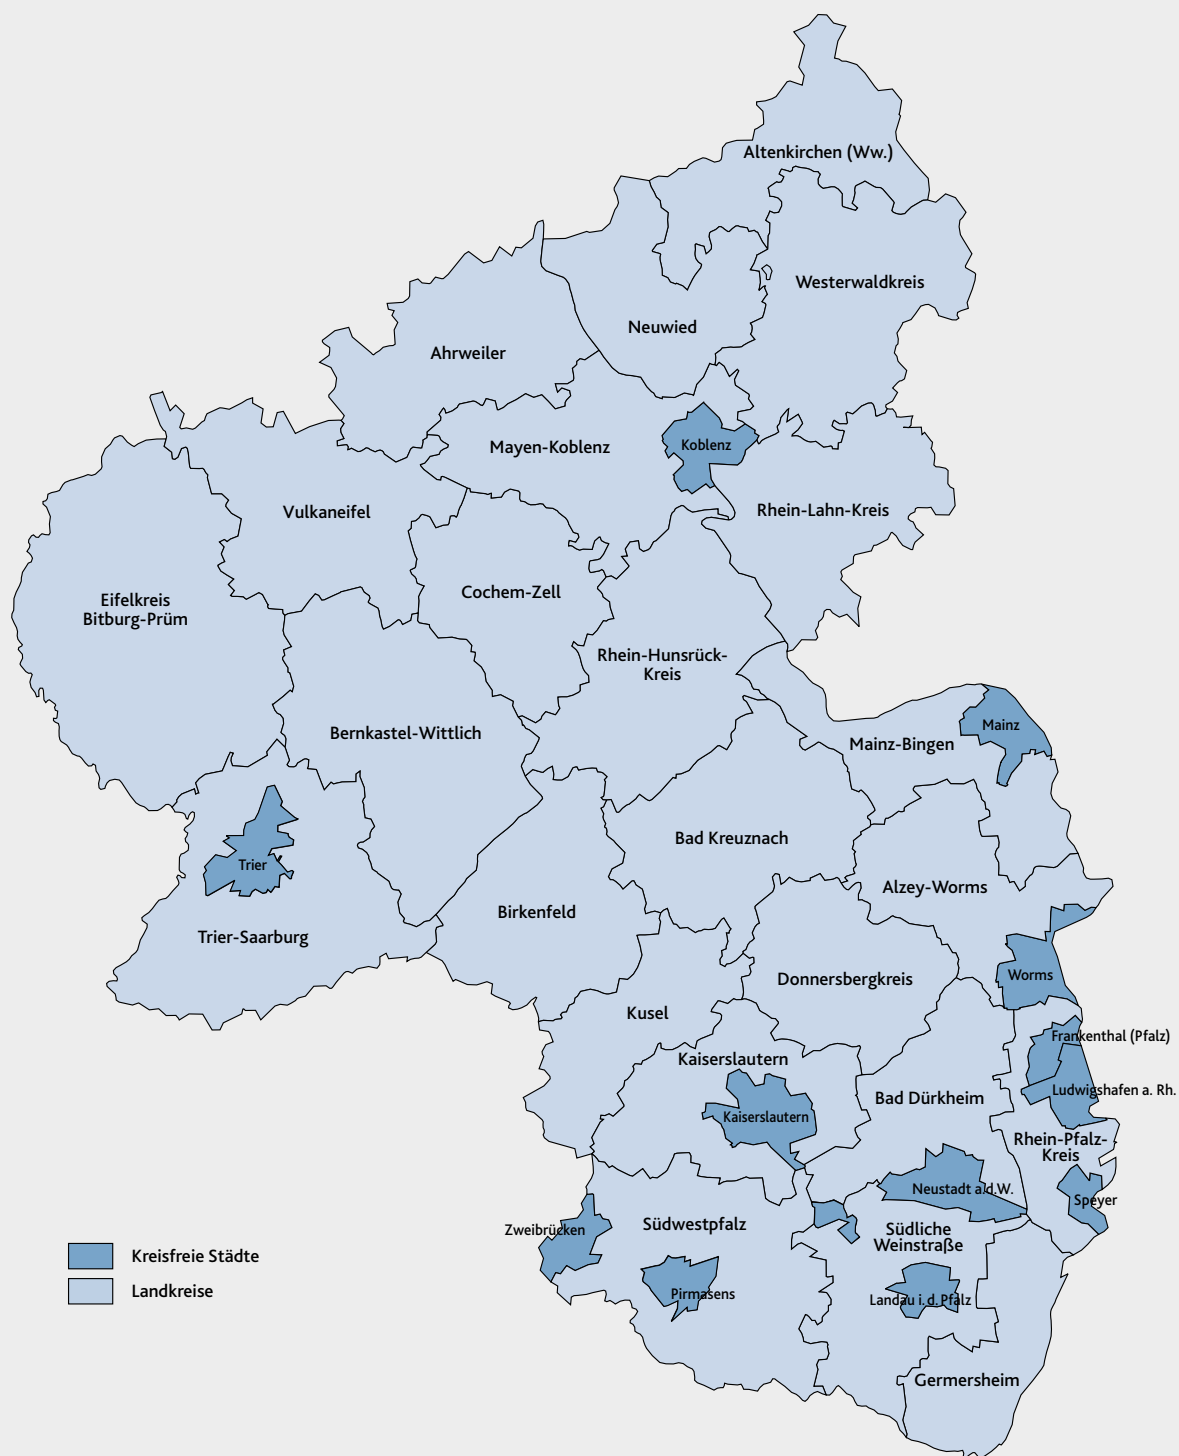 Altenkirchen (Ww.)
Westerwaldkreis
Neuwied
Ahrweiler
Mayen-Koblenz
Koblenz
Rhein-Lahn-Kreis
Vulkaneifel
Cochem-Zell
Eifelkreis
Bitburg-Prüm
Rhein-Hunsrück-
Kreis
Bernkastel-Wittlich
Mainz-Bingen
Mainz
Bad Kreuznach
Trier
Alzey-Worms
Birkenfeld
Trier-Saarburg
Donnersbergkreis
Worms
Kusel
Kaiserslautern
Frankenthal (Pfalz)
Ludwigshafen a. Rh.
Bad Dürkheim
Kaiserslautern
Rhein-Pfalz-
Kreis
Neustadt a.d.W.
Speyer
Zweibrücken
Südwestpfalz
Südliche
Weinstraße
Pirmasens
Landau i. d. Pfalz
Germersheim
Kreisfreie Städte
Landkreise